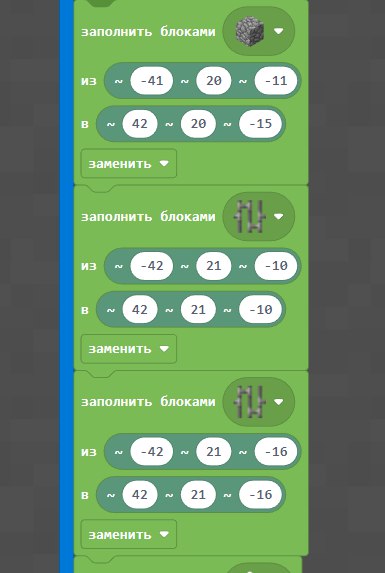 заполнить блоками
из ~ -41 ~ 20 ~ -11
в ~ 42 ~ 20 ~ -15
заменить
заполнить блоками
из ~ -42 ~ 21 ~ -10
в ~ 42 ~ 21 ~ -10
заменить
заполнить блоками
из ~ -42 ~ 21 ~ -16
в ~ 42 ~ 21 ~ -16
заменить